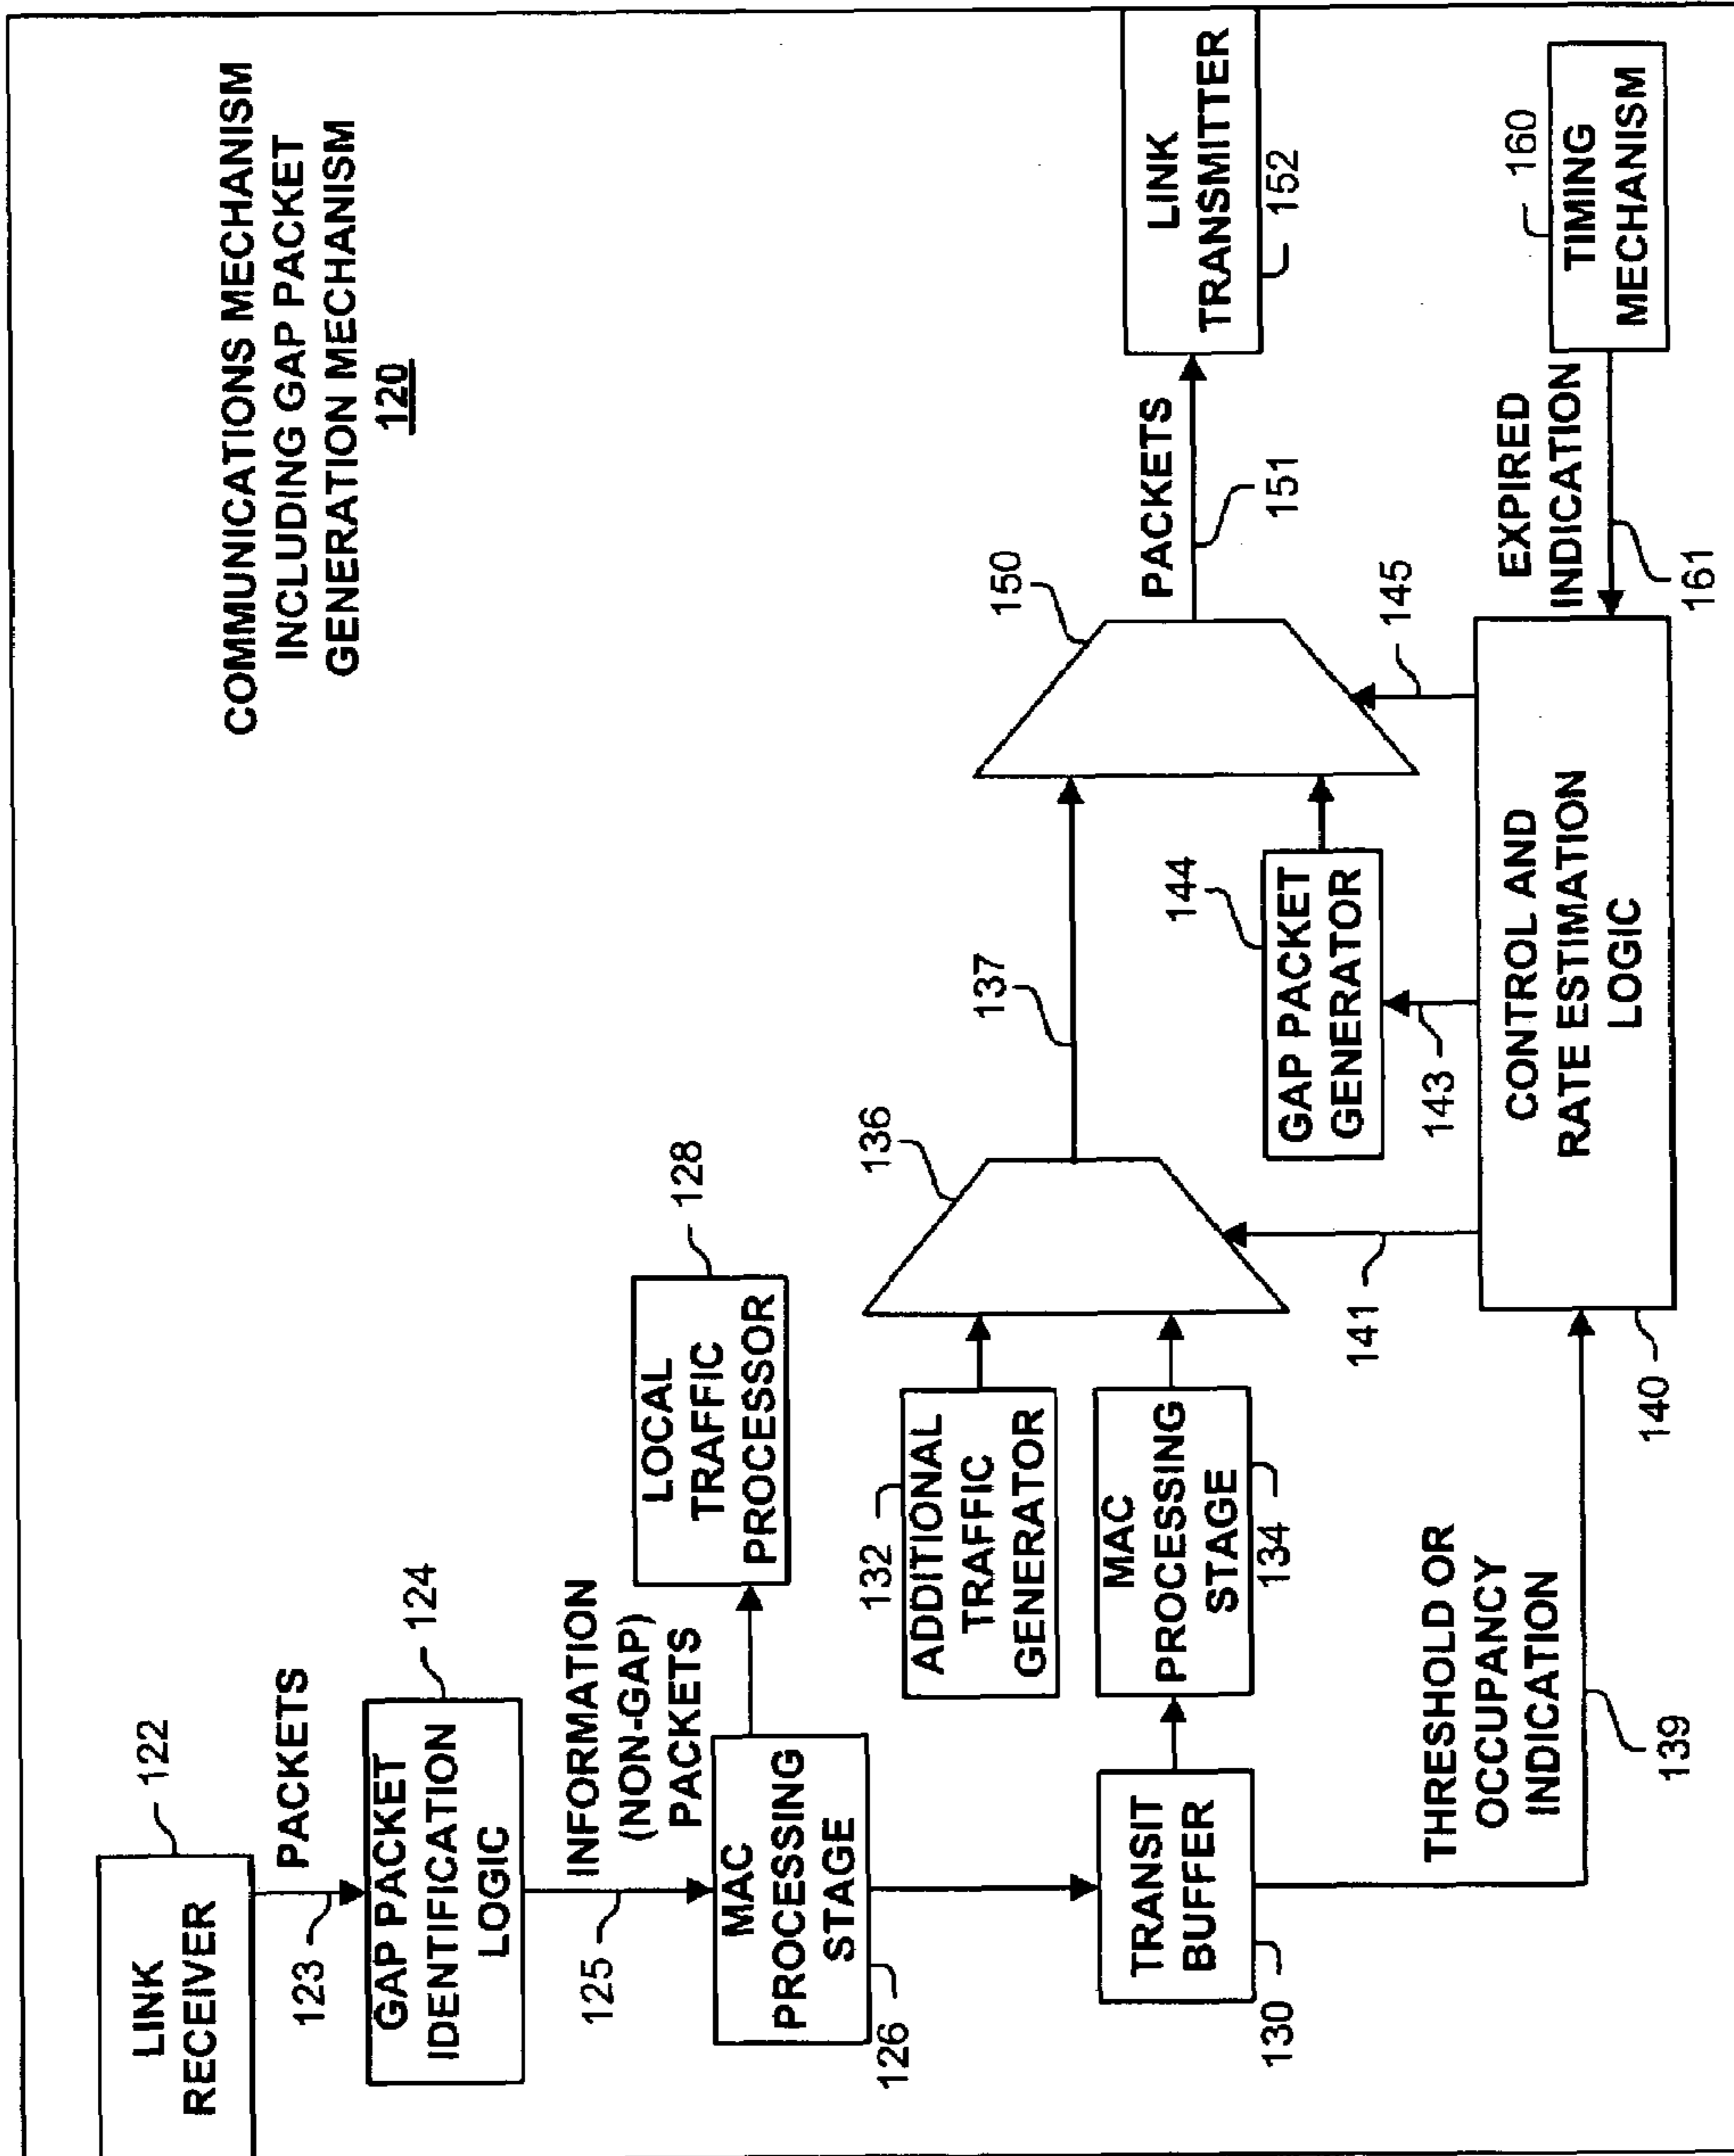 COMMUNICATIONS MECHANISM
INCLUDING GAP PACKET
GENERATION MECHANISM
120
LINK
RECEIVER
122
PACKETS
123
GAP PACKET
IDENTIFICATION
LOGIC
124
INFORMATION
(NON-GAP)
PACKETS
125
MAC
PROCESSING
STAGE
126
LOCAL
TRAFFIC
PROCESSOR
128
TRANSIT
BUFFER
130
ADDITIONAL
TRAFFIC
GENERATOR
132
MAC
PROCESSING
STAGE
134
136
137
THRESHOLD OR
OCCUPANCY
INDICATION
139
CONTROL AND
RATE ESTIMATION
LOGIC
140
141
143
GAP PACKET
GENERATOR
144
145
150
PACKETS
151
LINK
TRANSMITTER
152
EXPIRED
INDICATION
161
TIMING
MECHANISM
160